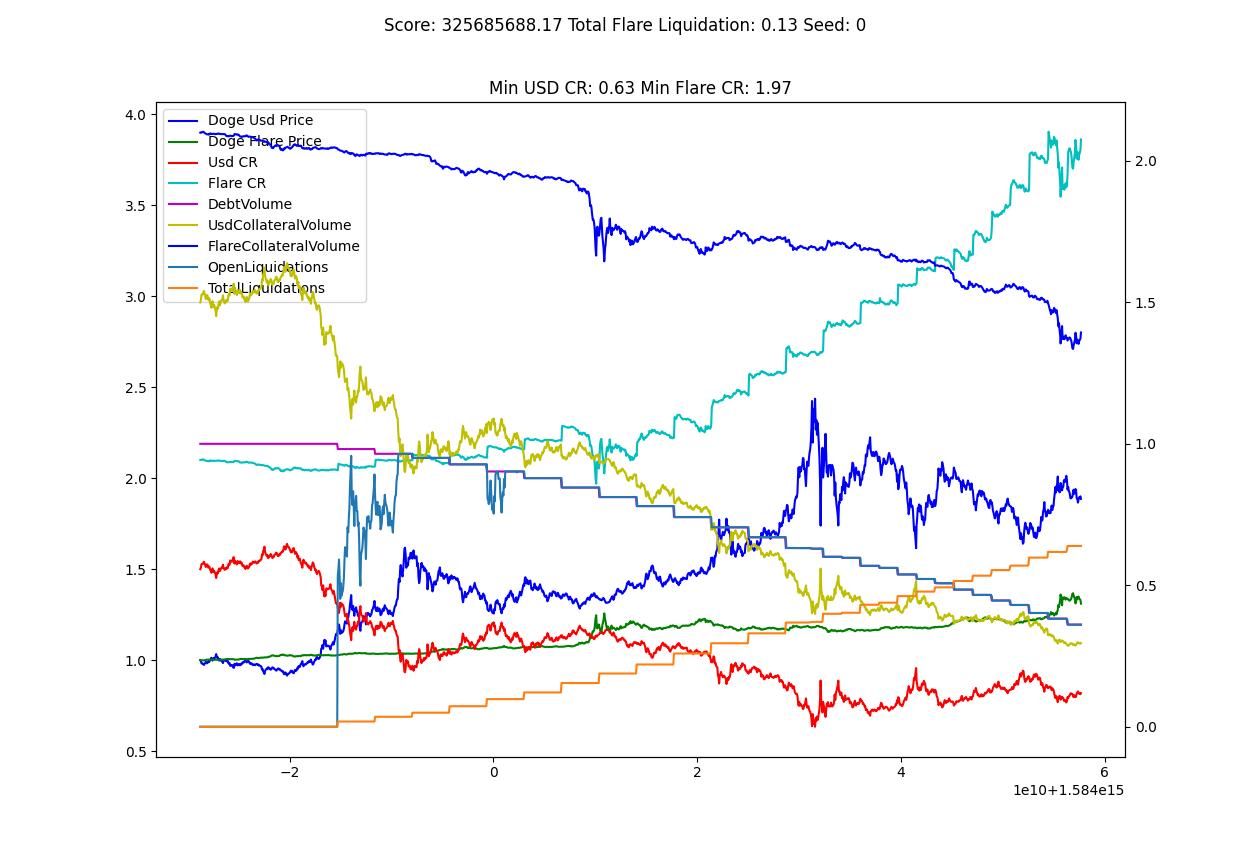 Score: 325685688.17 Total Flare Liquidation: 0.13 Seed: 0
Min USD CR: 0.63 Min Flare CR: 1.97
Doge Usd Price
Doge Flare Price
Usd CR
Flare CR
DebtVolume
UsdCollateralVolume
FlareCollateralVolume
OpenLiquidations
TotalLiquidations
4.0
3.5
3.0
2.5
2.0
1.5
1.0
0.5
2.0
1.5
1.0
0.5
0.0
−2
0
2
4
6
1e10+1.584e15